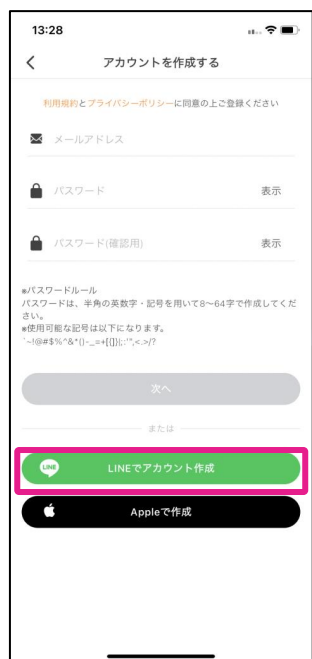 13:28
アカウントを作成する
利用規約とプライバシーポリシーに同意の上ご登録ください
メールアドレス
パスワード 表示
パスワード(確認用) 表示
※パスワードルール
パスワードは、半角の英数字・記号を用いて8〜64字で作成してくだ
さい。
※使用可能な記号は以下になります。
`~!@#$%^&*()-_=+[{]}|;:'",<.>/?
次へ
または
LINE LINEでアカウント作成
Appleで作成